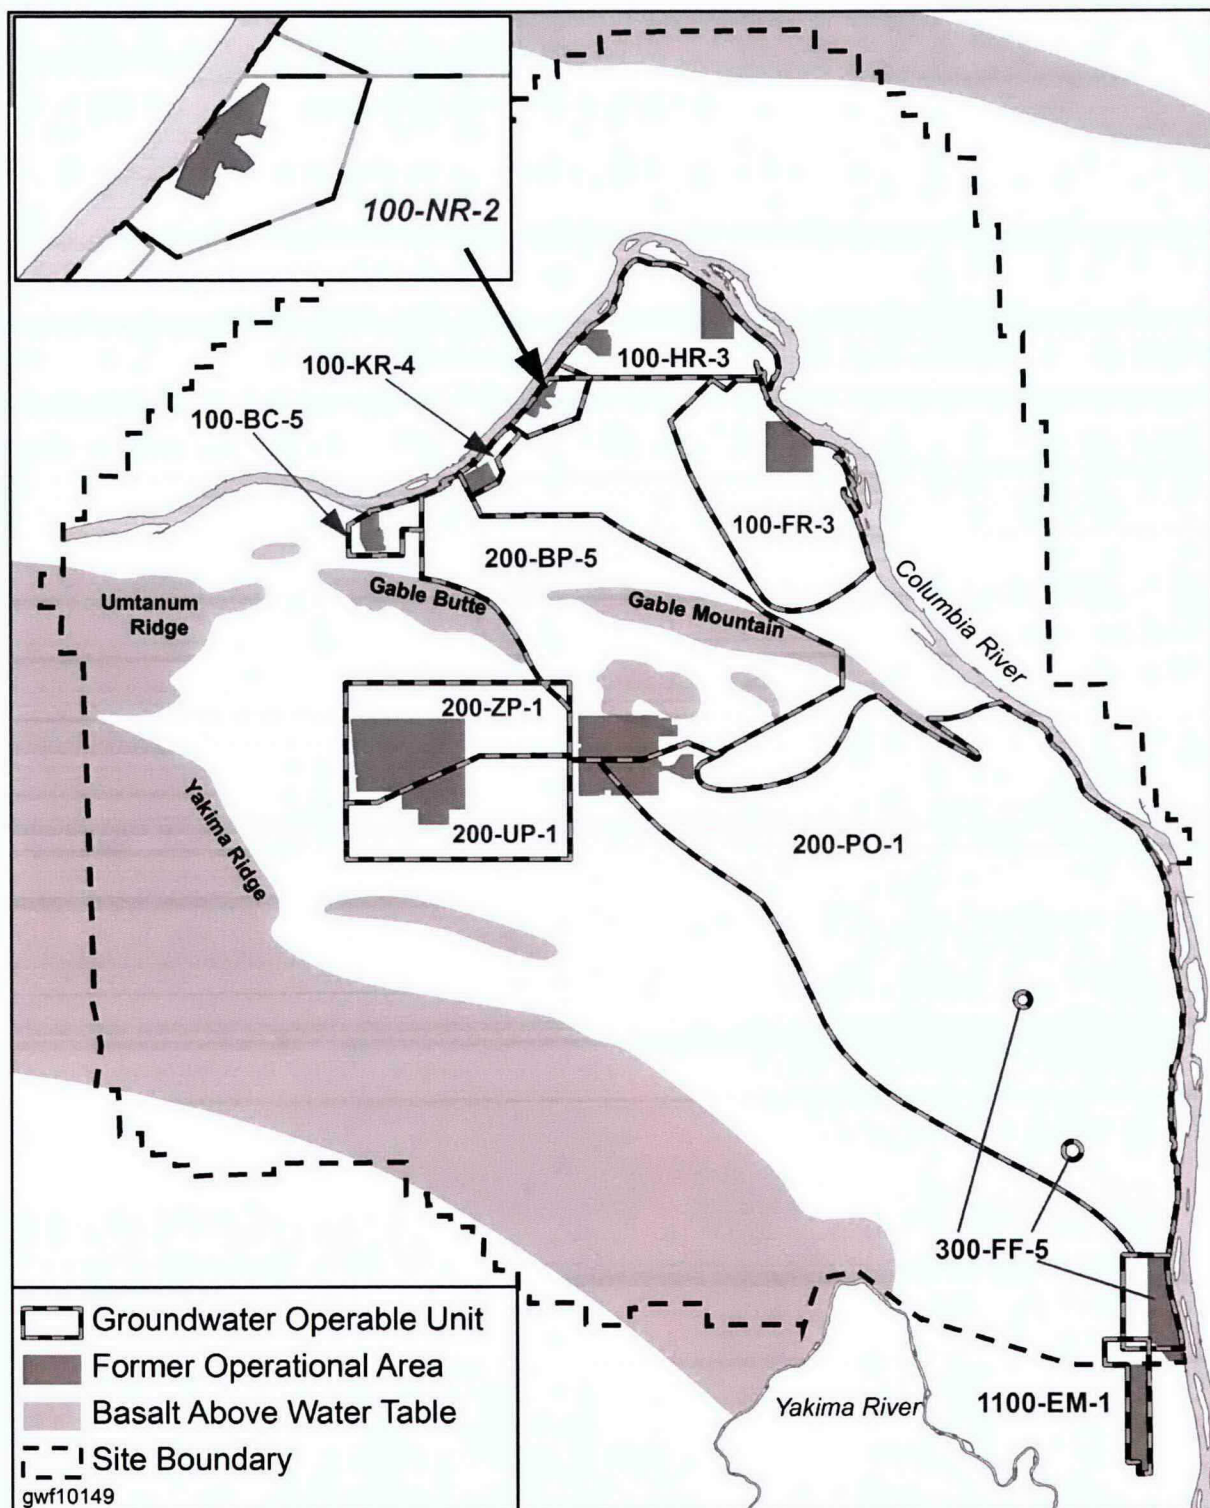 100-NR-2
100-HR-3
100-KR-4
100-BC-5
100-FR-3
200-BP-5
Columbia River
Gable Butte
Gable Mountain
Umtanum
Ridge
200-ZP-1
Yakima Ridge
200-UP-1
200-PO-1
300-FF-5
Yakima River
1100-EM-1
Groundwater Operable Unit
Former Operational Area
Basalt Above Water Table
Site Boundary
gwf10149